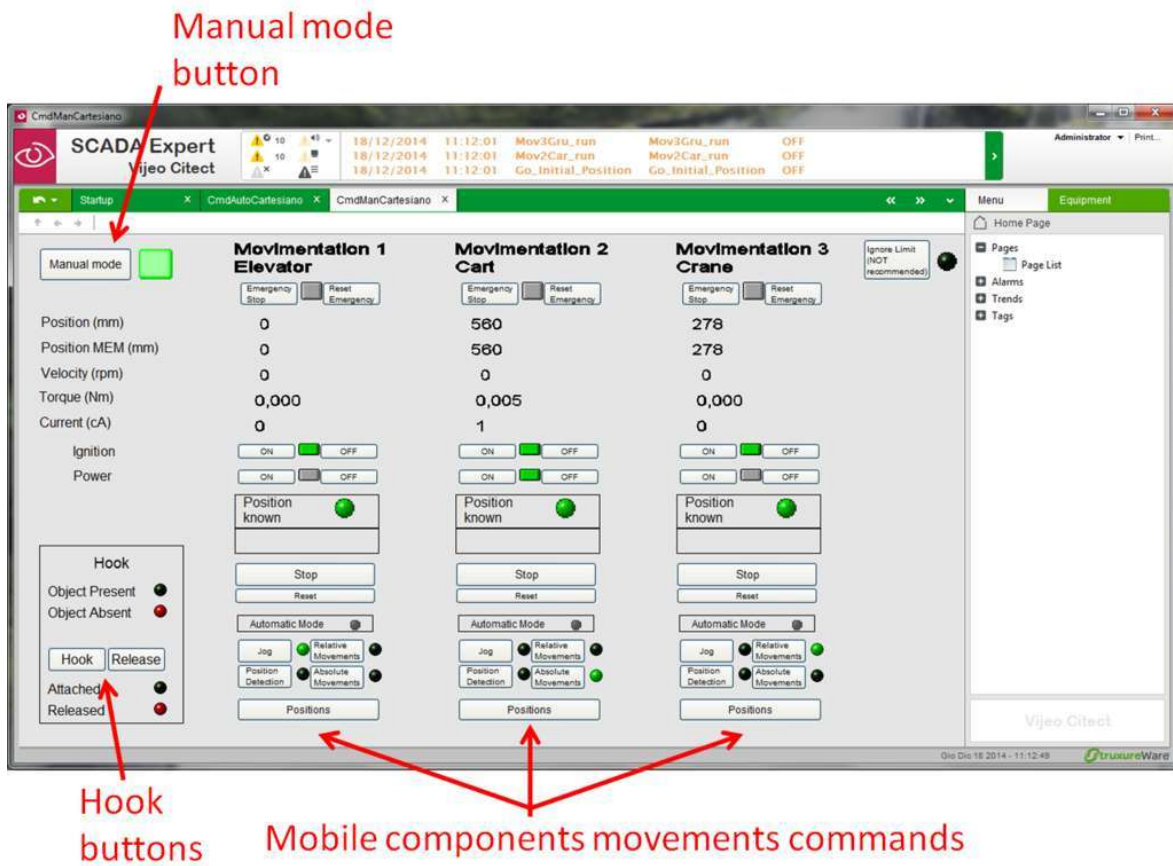 Manual mode
button
CmdManCartesiano
SCADA Expert
Vijeo Citect
10
10
18/12/2014 11:12:01 Mov3Gru_run Mov3Gru_run OFF
18/12/2014 11:12:01 Mov2Car_run Mov2Car_run OFF
18/12/2014 11:12:01 Go_Initial_Position Go_Initial_Position OFF
Administrator Print...
Startup X CmdAutoCartesiano X CmdManCartesiano X
Menu Equipment
Home Page
Pages
Page List
Alarms
Trends
Tags
Manual mode
Movimentation 1
Elevator
Movimentation 2
Cart
Movimentation 3
Crane
Ignore Limit
(NOT
recommended)
Emergency
Stop
Reset
Emergency
Emergency
Stop
Reset
Emergency
Emergency
Stop
Reset
Emergency
Position (mm) 0 560 278
Position MEM (mm) 0 560 278
Velocity (rpm) 0 0 0
Torque (Nm) 0,000 0,005 0,000
Current (cA) 0 1 0
Ignition ON OFF ON OFF ON OFF
Power ON OFF ON OFF ON OFF
Position
known
Position
known
Position
known
Hook
Object Present
Object Absent
Hook Release
Attached
Released
Stop Stop Stop
Reset Reset Reset
Automatic Mode Automatic Mode Automatic Mode
Jog
Relative
Movements
Jog
Relative
Movements
Jog
Relative
Movements
Position
Detection
Absolute
Movements
Position
Detection
Absolute
Movements
Position
Detection
Absolute
Movements
Positions Positions Positions
Vijeo Citect
Gio Dic 18 2014 - 11:12:49 StruxureWare
Hook
buttons
Mobile components movements commands